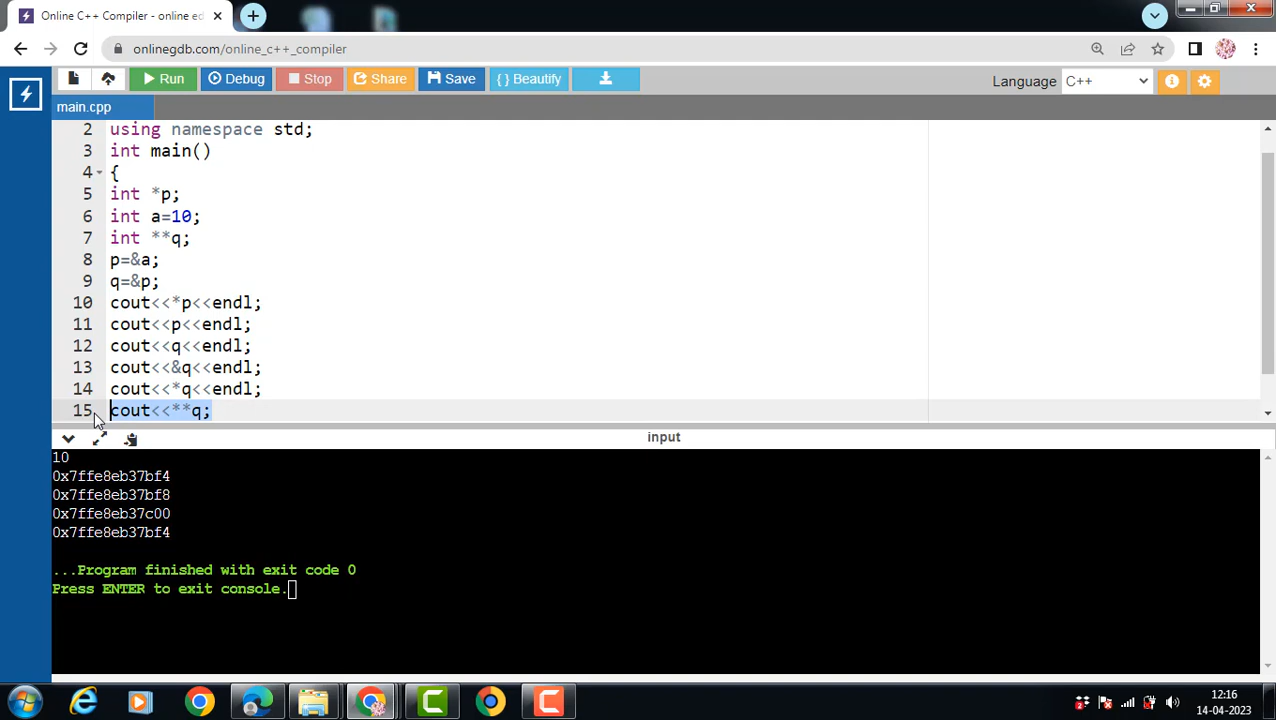 Online C++ Compiler - online ed
onlinegdb.com/online_c++_compiler
Run Debug Stop Share Save { } Beautify Language C++
main.cpp
2 using namespace std;
3 int main()
4 {
5 int *p;
6 int a=10;
7 int **q;
8 p=&a;
9 q=&p;
10 cout<<*p<<endl;
11 cout<<p<<endl;
12 cout<<q<<endl;
13 cout<<&q<<endl;
14 cout<<*q<<endl;
15 cout<<**q;
input
10
0x7ffe8eb37bf4
0x7ffe8eb37bf8
0x7ffe8eb37c00
0x7ffe8eb37bf4
...Program finished with exit code 0
Press ENTER to exit console.
12:16
14-04-2023